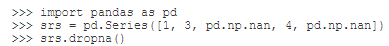 >>> import pandas as pd
>>> srs = pd.Series([1, 3, pd.np.nan, 4, pd.np.nan])
>>> srs.dropna()